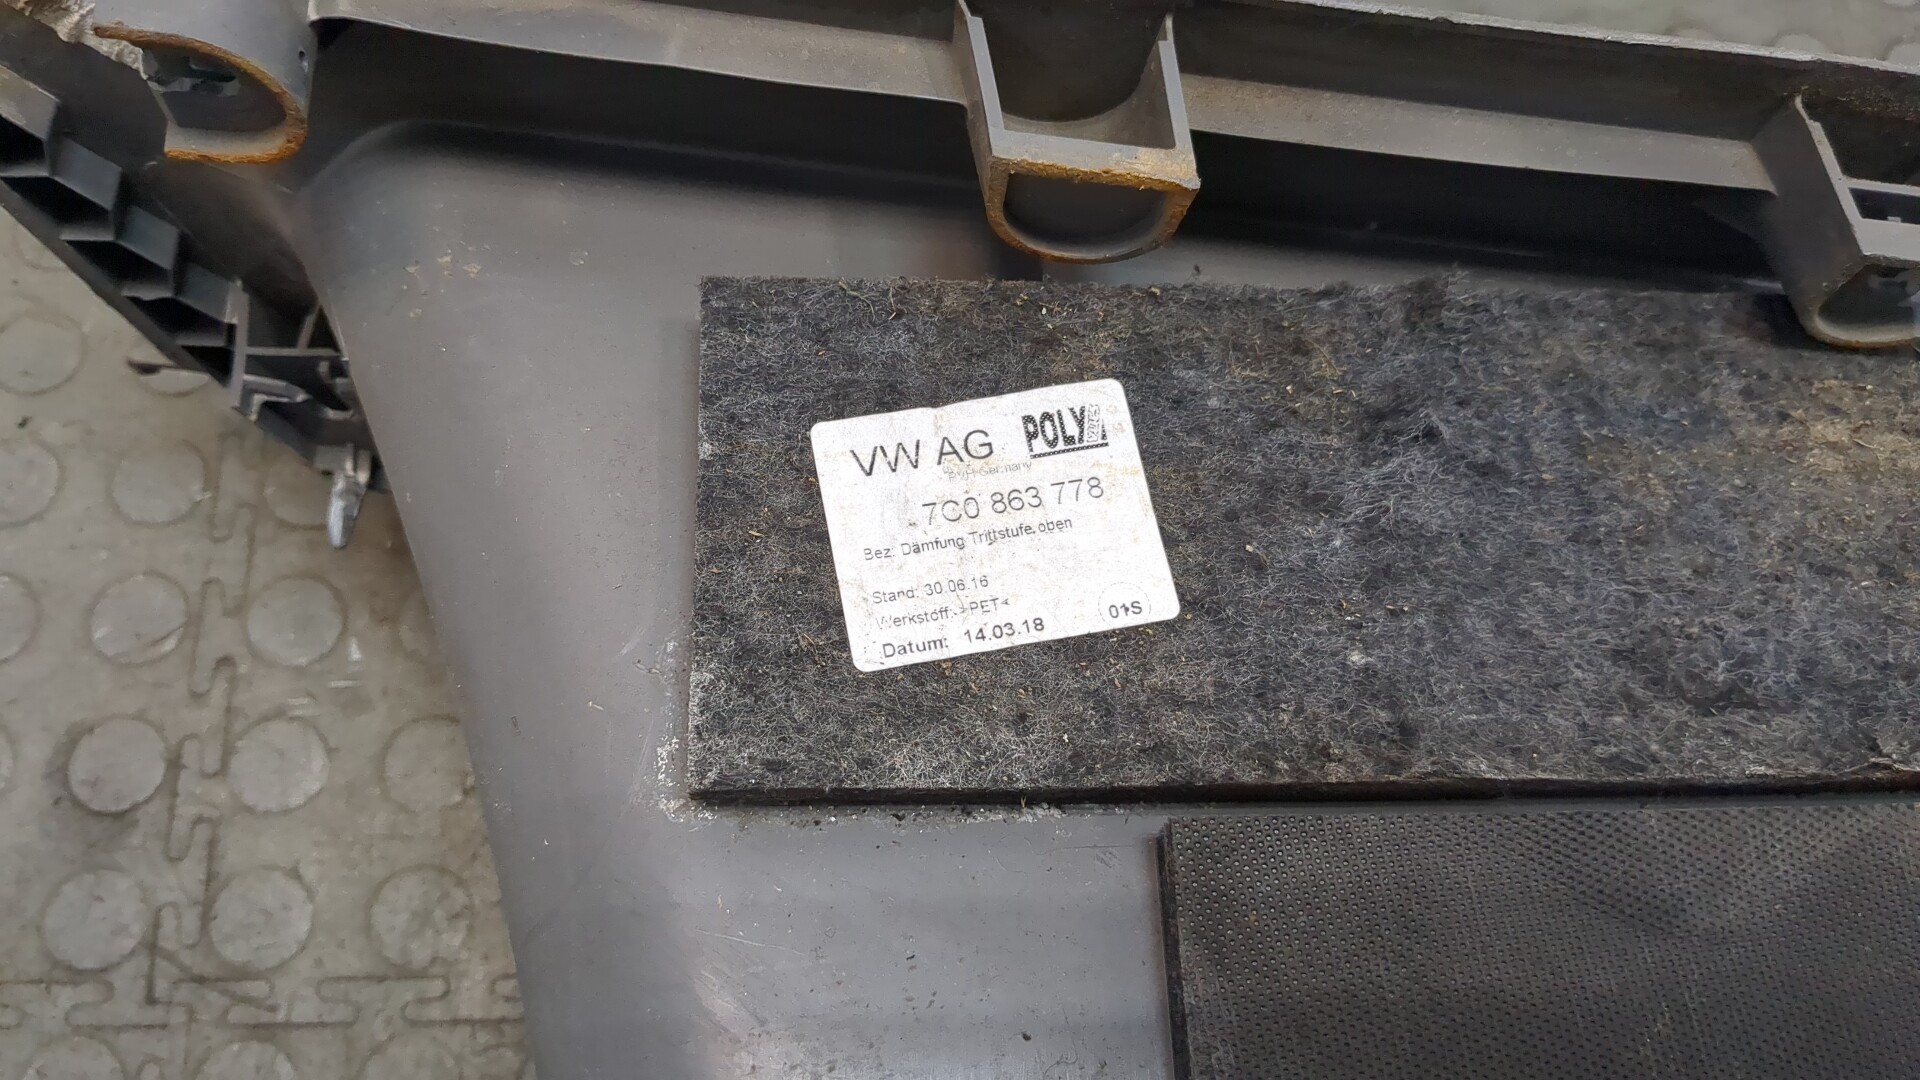 VW AG POLY
Germany
7C0 863 778
Bez: Dämfung Trittstufe oben
Stand: 30.06.16
Werkstoff: >PET<
Datum: 14.03.18